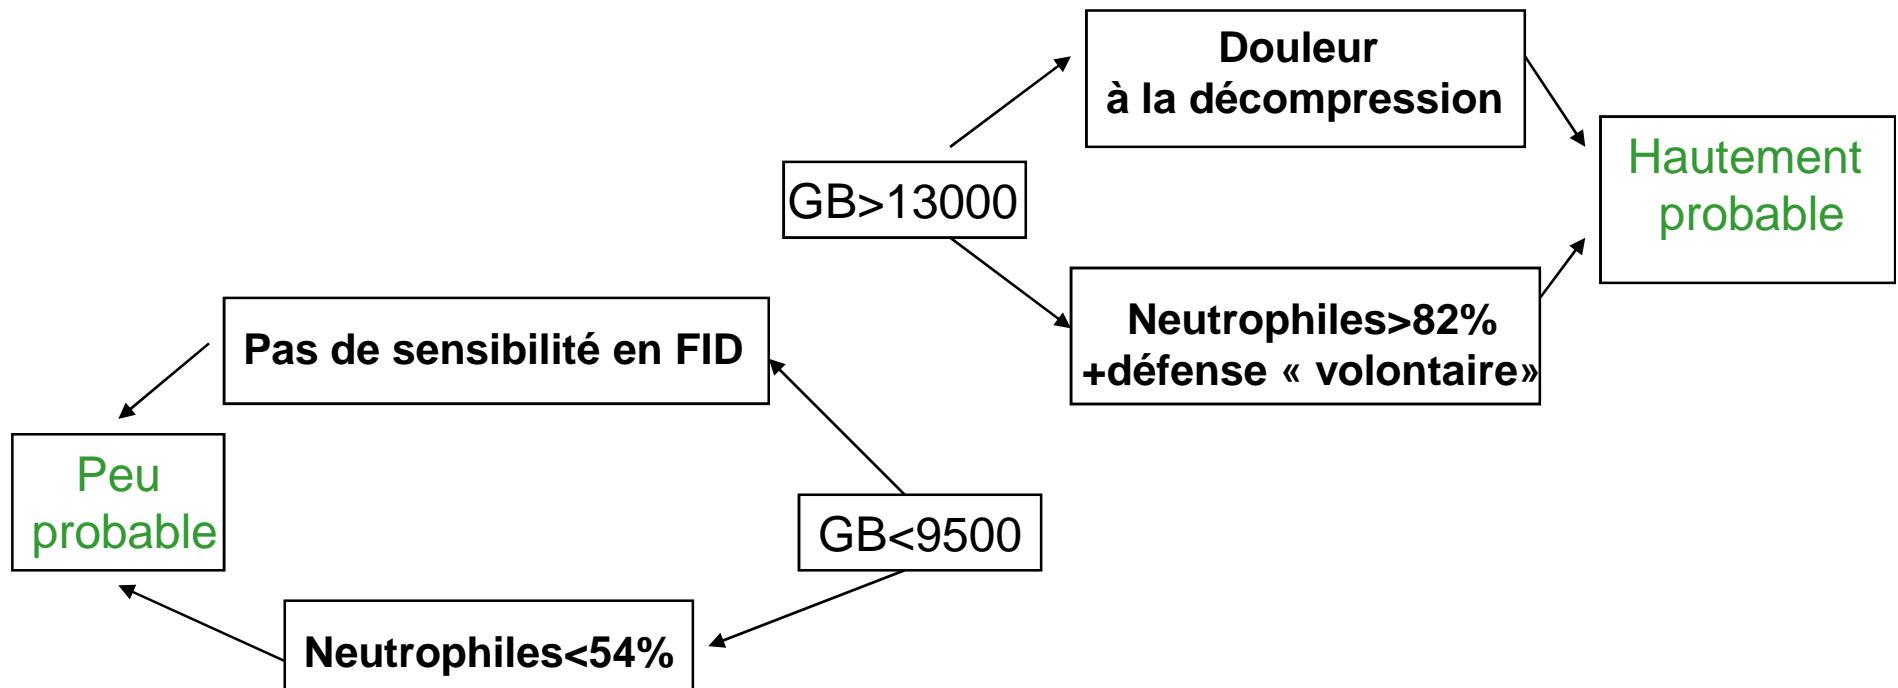 Douleur
à la décompression
Hautement
probable
GB>13000
Neutrophiles>82%
+défense « volontaire»
Pas de sensibilité en FID
Peu
probable
GB<9500
Neutrophiles<54%